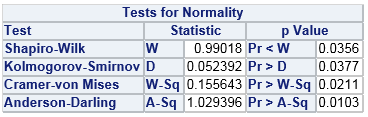 Tests for Normality
Test Statistic p Value
Shapiro-Wilk W 0.99018 Pr < W 0.0356
Kolmogorov-Smirnov D 0.052392 Pr > D 0.0377
Cramer-von Mises W-Sq 0.155643 Pr > W-Sq 0.0211
Anderson-Darling A-Sq 1.029396 Pr > A-Sq 0.0103